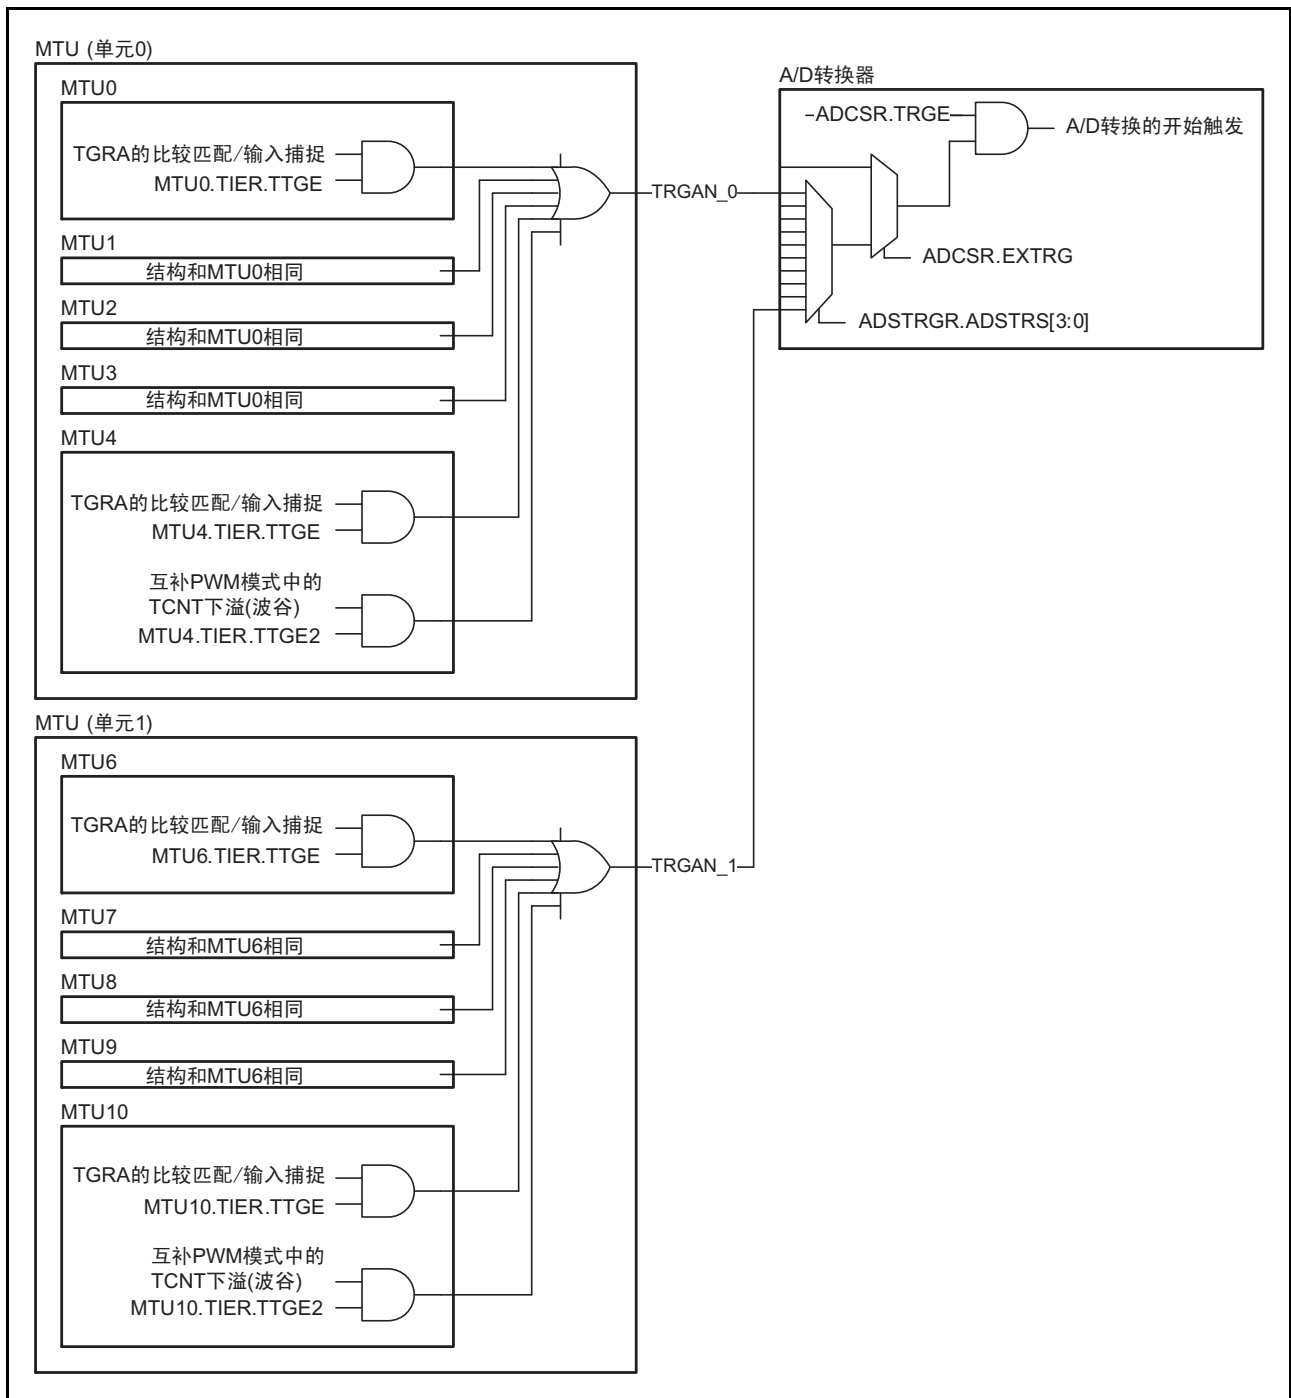 MTU (单元0)
MTU0
TGRA的比较匹配/输入捕捉
MTU0.TIER.TTGE
MTU1
结构和MTU0相同
MTU2
结构和MTU0相同
MTU3
结构和MTU0相同
MTU4
TGRA的比较匹配/输入捕捉
MTU4.TIER.TTGE
互补PWM模式中的
TCNT下溢(波谷)
MTU4.TIER.TTGE2
TRGAN_0
A/D转换器
ADCSR.TRGE
A/D转换的开始触发
ADCSR.EXTRG
ADSTRGR.ADSTRS[3:0]
MTU (单元1)
MTU6
TGRA的比较匹配/输入捕捉
MTU6.TIER.TTGE
MTU7
结构和MTU6相同
MTU8
结构和MTU6相同
MTU9
结构和MTU6相同
MTU10
TGRA的比较匹配/输入捕捉
MTU10.TIER.TTGE
互补PWM模式中的
TCNT下溢(波谷)
MTU10.TIER.TTGE2
TRGAN_1